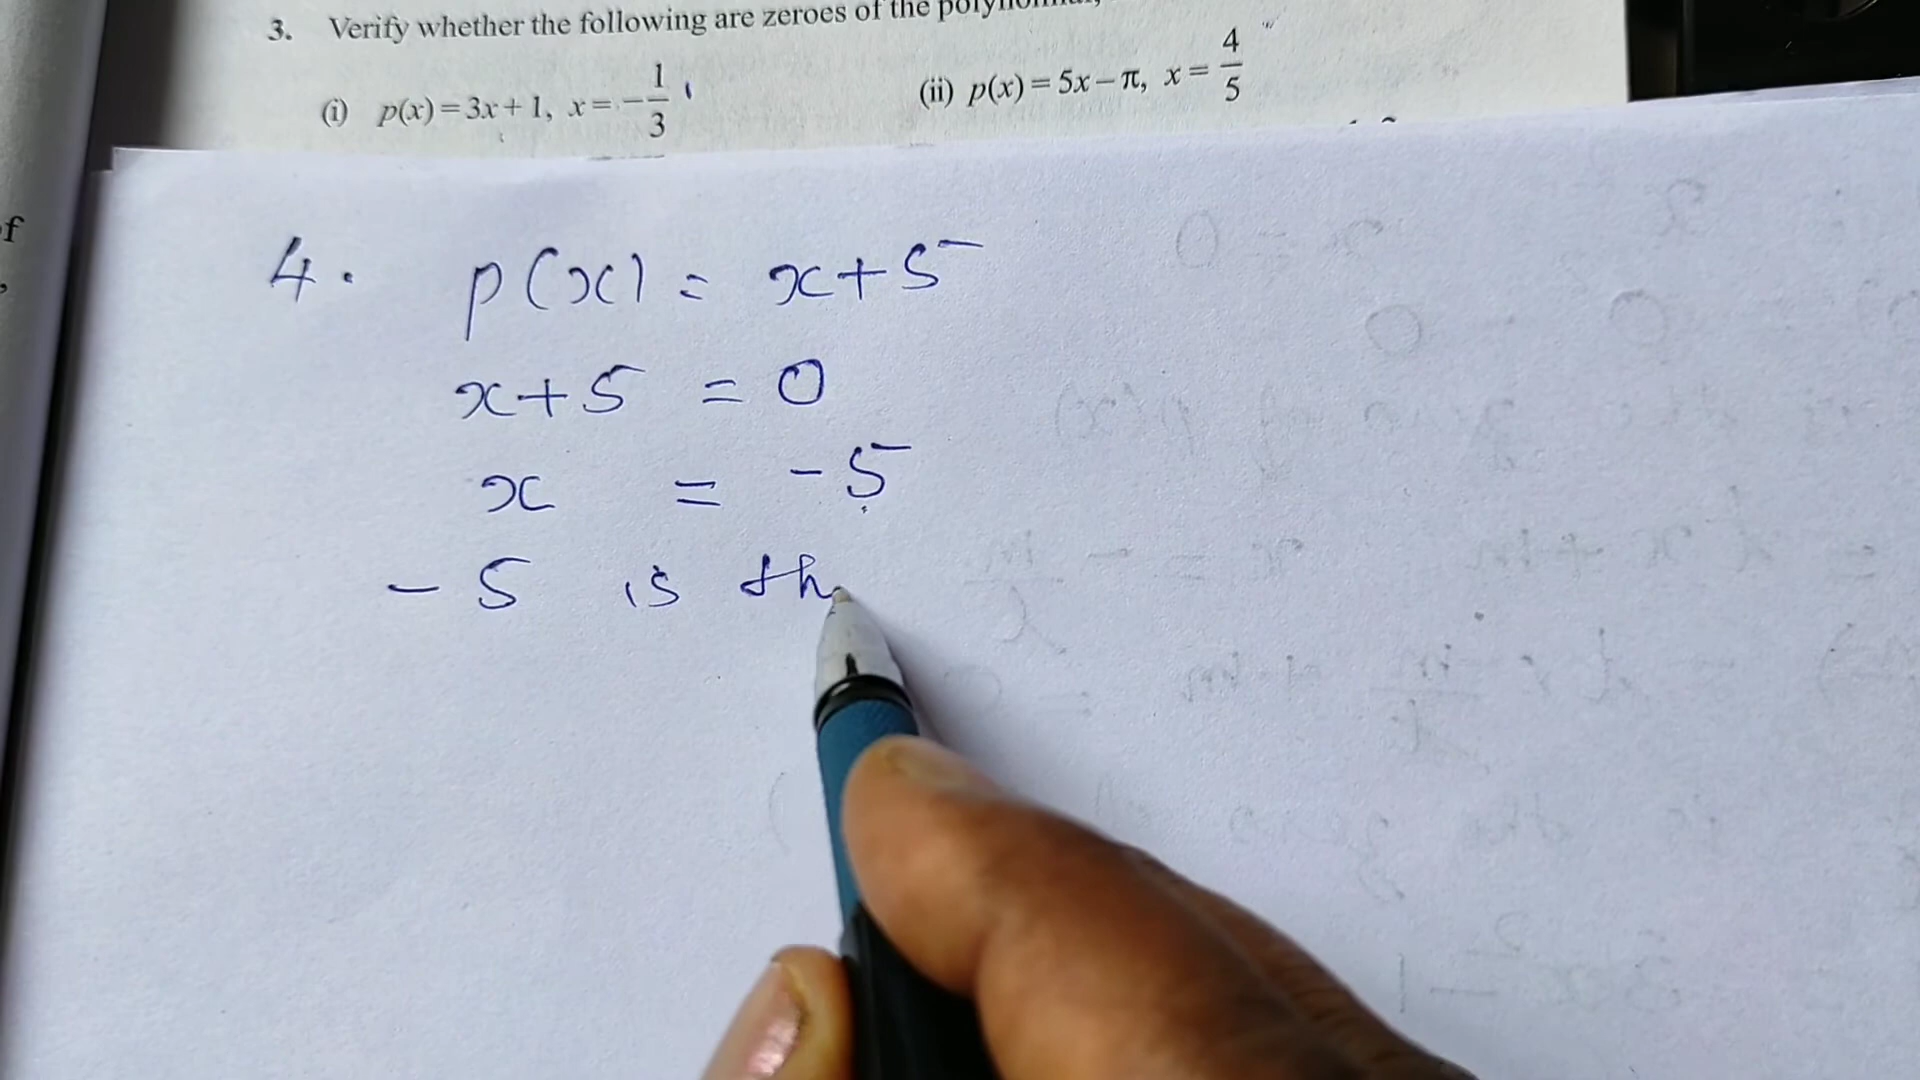 3. Verify whether the following are zeroes of the
(i) p(x) = 3x + 1, x = -1/3
(ii) p(x) = 5x – π, x = 4/5
4. p(x) = x+5
x+5 = 0
x = -5
-5 is th